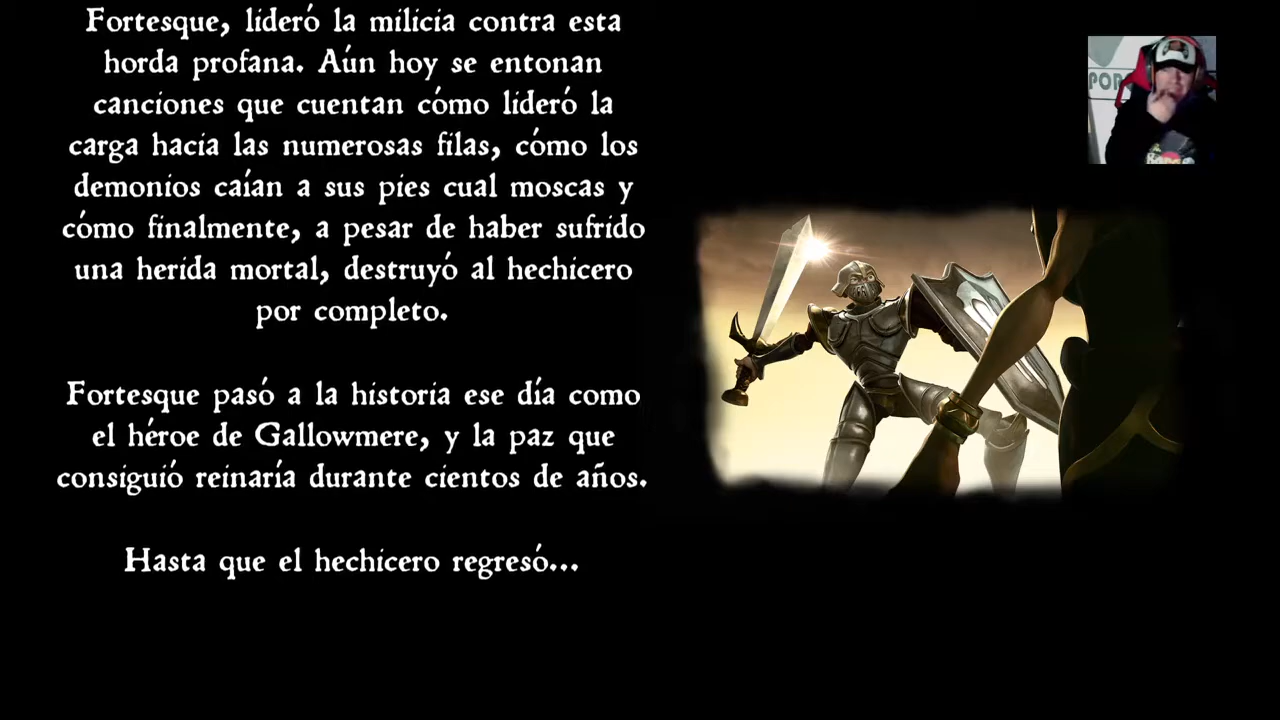 Fortesque, lideró la milicia contra esta
horda profana. Aún hoy se entonan
canciones que cuentan cómo lideró la
carga hacia las numerosas filas, cómo los
demonios caían a sus pies cual moscas y
cómo finalmente, a pesar de haber sufrido
una herida mortal, destruyó al hechicero
por completo.
Fortesque pasó a la historia ese día como
el héroe de Gallowmere, y la paz que
consiguió reinaría durante cientos de años.
Hasta que el hechicero regresó...